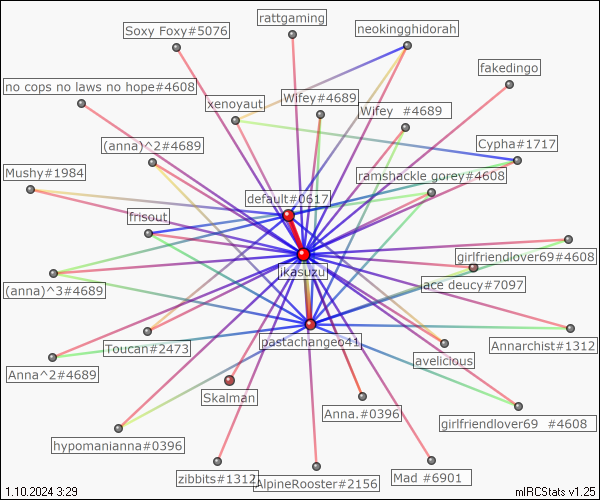 rattgaming
Soxy Foxy#5076
neokingghidorah
fakedingo
no cops no laws no hope#4608
Wifey#4689
xenoyaut
Wifey  #4689
(anna)^2#4689
Cypha#1717
Mushy#1984
ramshackle gorey#4608
default#0617
frisout
girlfriendlover69#4608
ikasuzu
ace deucy#7097
(anna)^3#4689
pastachangeo41
Annarchist#1312
Toucan#2473
avelicious
Anna^2#4689
Skalman
Anna.#0396
girlfriendlover69  #4608
hypomanianna#0396
zibbits#1312
AlpineRooster#2156
Mad #6901
1.10.2024 3:29
mIRCStats v1.25